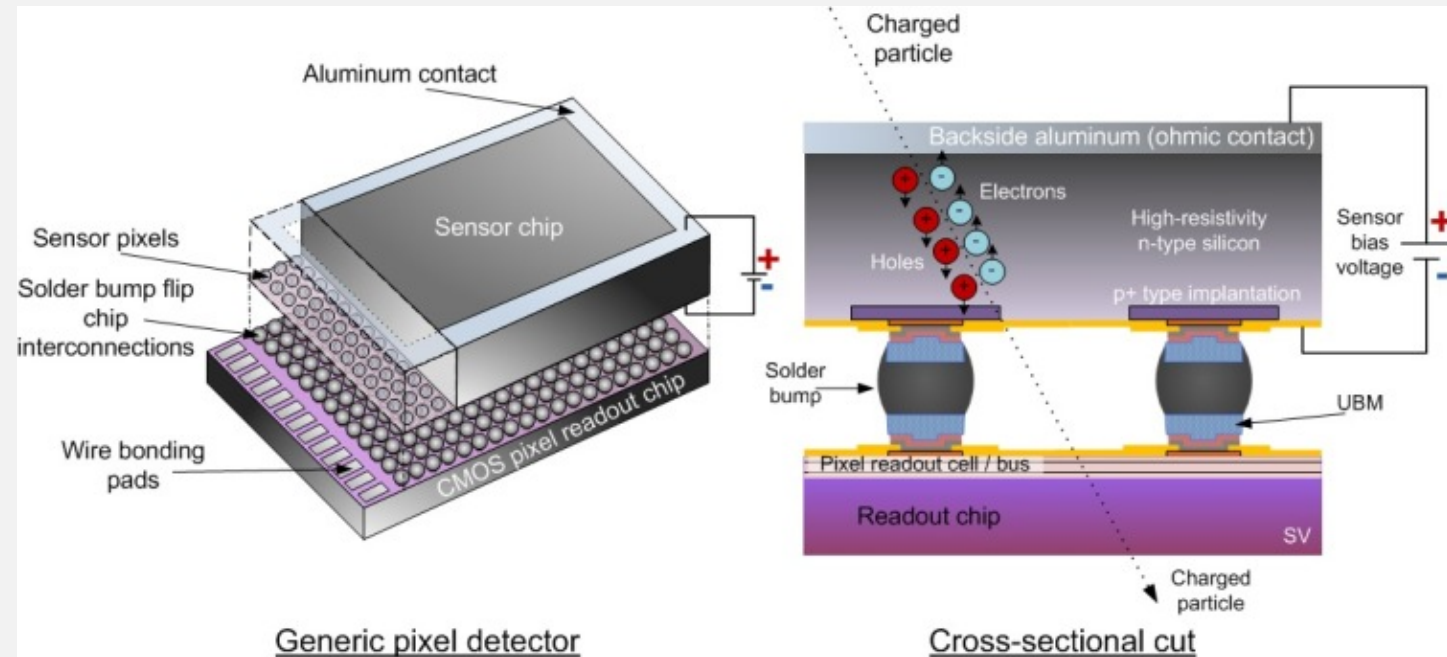 Aluminum contact
Sensor chip
Sensor pixels
Solder bump flip
chip
interconnections
Wire bonding
pads
CMOS pixel readout chip
+
-
Generic pixel detector
Charged
particle
Backside aluminum (ohmic contact)
+
-
Electrons
+
-
Holes
+
-
+
-
High-resistivity
n-type silicon
p+ type implantation
Sensor
bias
voltage
+
-
Solder
bump
UBM
Pixel readout cell / bus
Readout chip
SV
Charged
particle
Cross-sectional cut